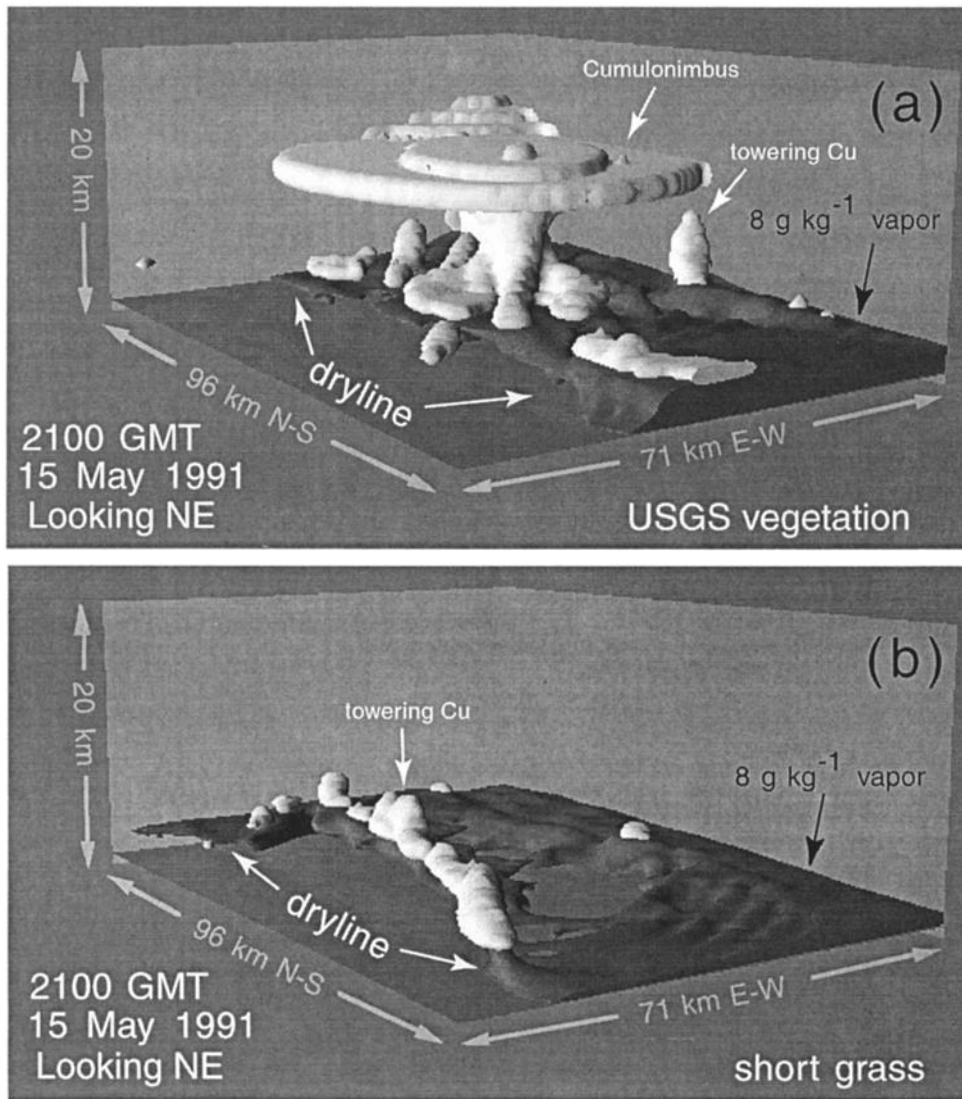 (a)
Cumulonimbus
towering Cu
8 g kg-1 vapor
20 km
dryline
96 km N-S
71 km E-W
2100 GMT
15 May 1991
Looking NE
USGS vegetation
(b)
towering Cu
8 g kg-1 vapor
20 km
dryline
96 km N-S
71 km E-W
2100 GMT
15 May 1991
Looking NE
short grass